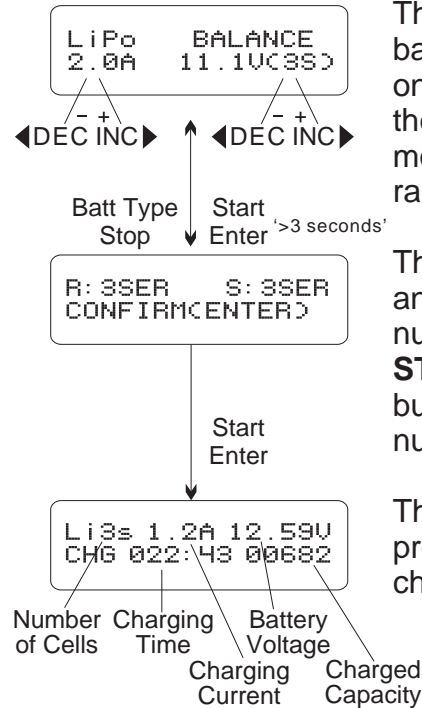 LiPo BALANCE
2.0A 11.1V(3S)
- + - +
◀DEC INC▶ ◀DEC INC▶
Batt Type Start
Stop Enter '>3 seconds'
R:3SER S:3SER
CONFIRM(ENTER)
Start
Enter
Li3s 1.2A 12.59V
CHG 022:43 00682
Number Charging Battery
of Cells Time Voltage
Charging Charged
Current Capacity
Th
ba
on
the
me
ra
Th
an
nu
ST
bu
nu
Th
pr
ch